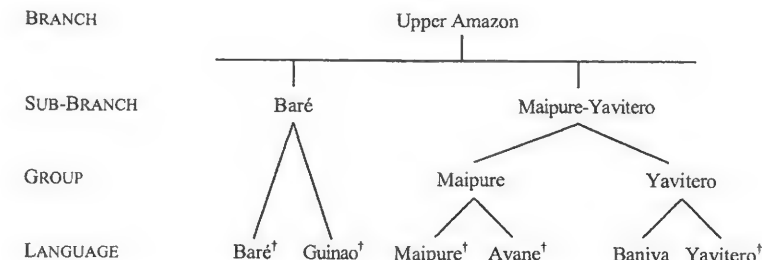 BRANCH Upper Amazon
SUB-BRANCH Baré Maipure-Yavitero
GROUP Maipure Yavitero
LANGUAGE Baré† Guinao† Maipure† Avane† Baniva Yavitero†